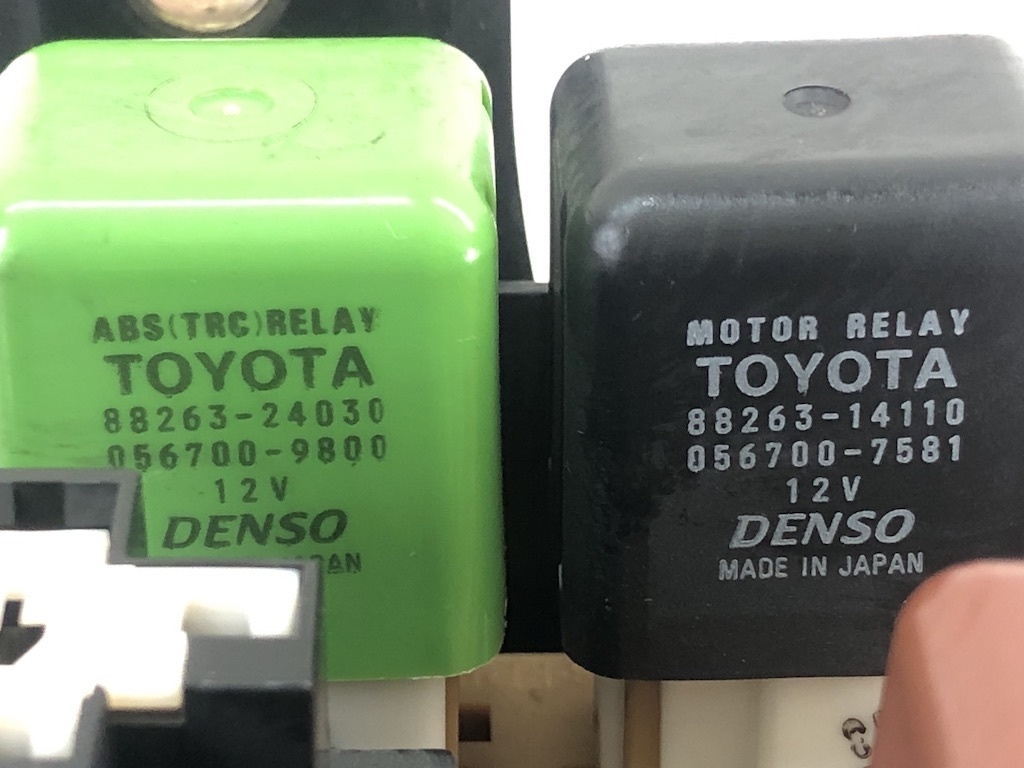 ABS(TRC)RELAY
TOYOTA
88263-24030
056700-9800
12V
DENSO
MOTOR RELAY
TOYOTA
88263-14110
056700-7581
12V
DENSO
MADE IN JAPAN